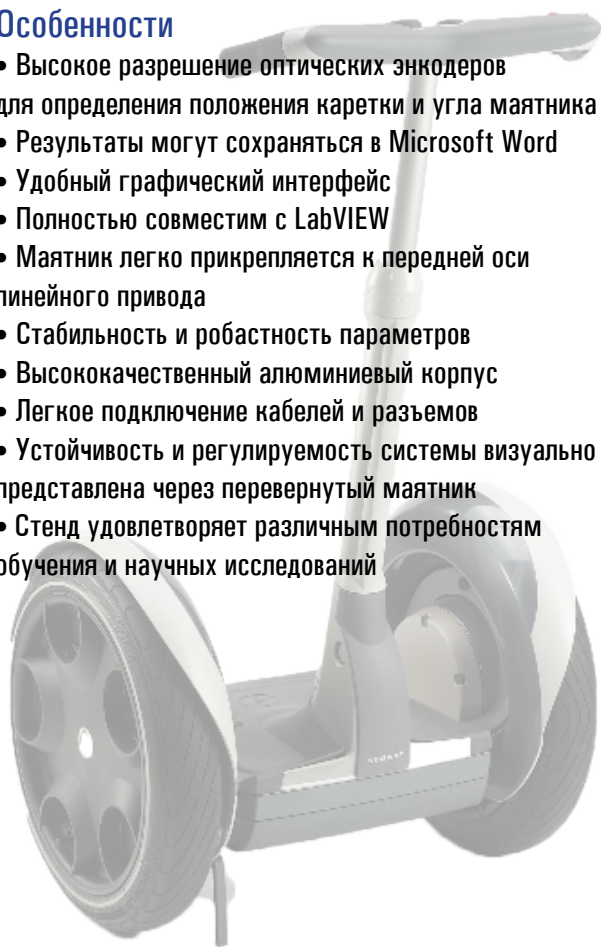 Особенности
• Высокое разрешение оптических энкодеров
для определения положения каретки и угла маятника
• Результаты могут сохраняться в Microsoft Word
• Удобный графический интерфейс
• Полностью совместим с LabVIEW
• Маятник легко прикрепляется к передней оси
линейного привода
• Стабильность и робастность параметров
• Высококачественный алюминиевый корпус
• Легкое подключение кабелей и разъемов
• Устойчивость и регулируемость системы визуально
представлена через перевернутый маятник
• Стенд удовлетворяет различным потребностям
обучения и научных исследований
SEGWAY